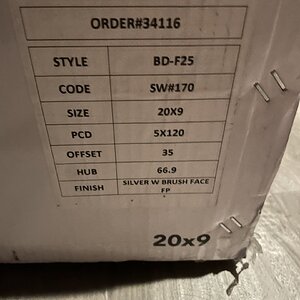 ORDER#34116
STYLE BD-F25
CODE SW#170
SIZE 20X9
PCD 5X120
OFFSET 35
HUB 66.9
FINISH SILVER W BRUSH FACE
FP
20x9